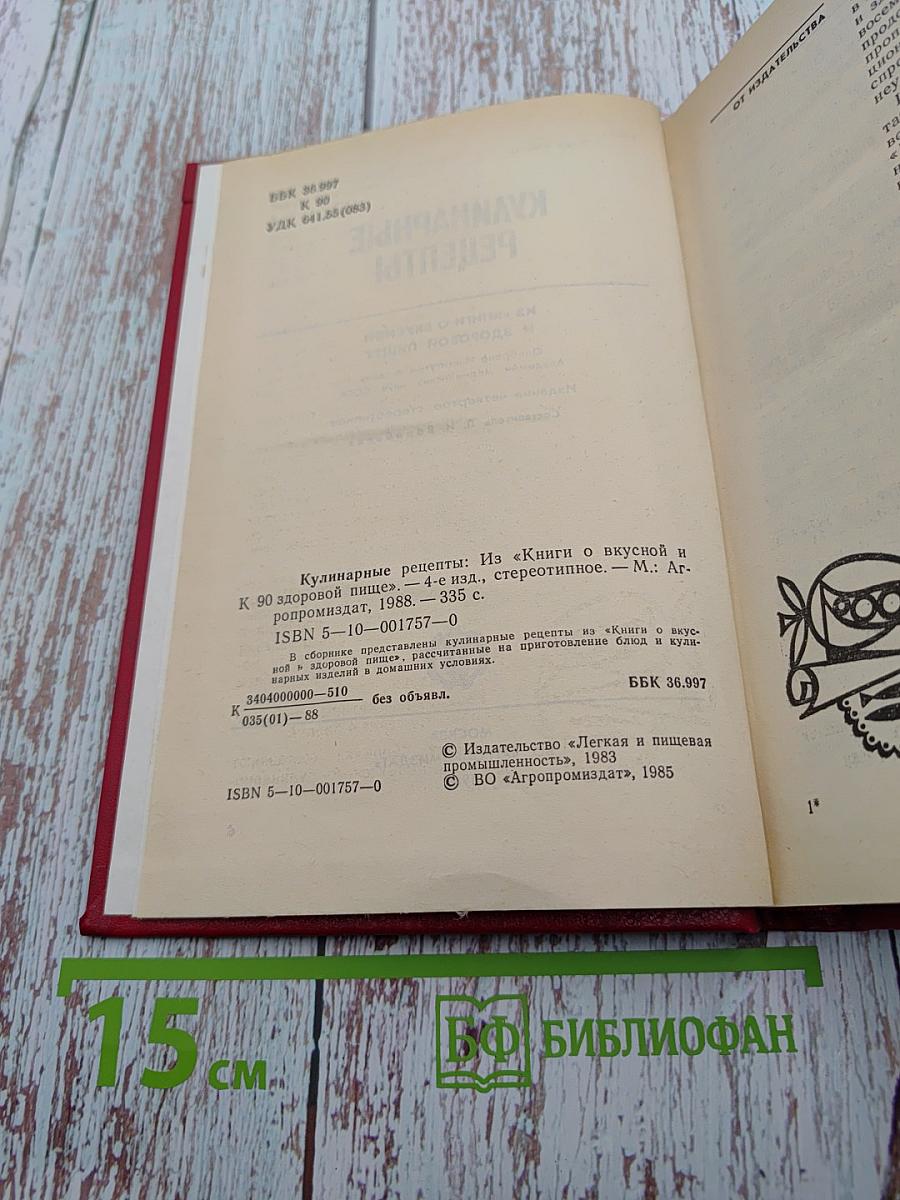 ББК 36.997
К 90
УДК 641.55(083)
Кулинарные рецепты: Из «Книги о вкусной и
К 90 здоровой пище». — 4-е изд., стереотипное. — М.: Аг-
ропромиздат, 1988. — 335 с.
ISBN 5—10—001757—0
В сборнике представлены кулинарные рецепты из «Книги о вкус-
ной и здоровой пище», рассчитанные на приготовление блюд и кули-
нарных изделий в домашних условиях.
К 3404000000—510 без объявл.
035(01)—88
ББК 36.997
ISBN 5—10—001757—0
© Издательство «Легкая и пищевая
промышленность», 1983
© ВО «Агропромиздат», 1985
ОТ ИЗДАТЕЛЬСТВА
1*
15 см
БФ БИБЛИОФАН